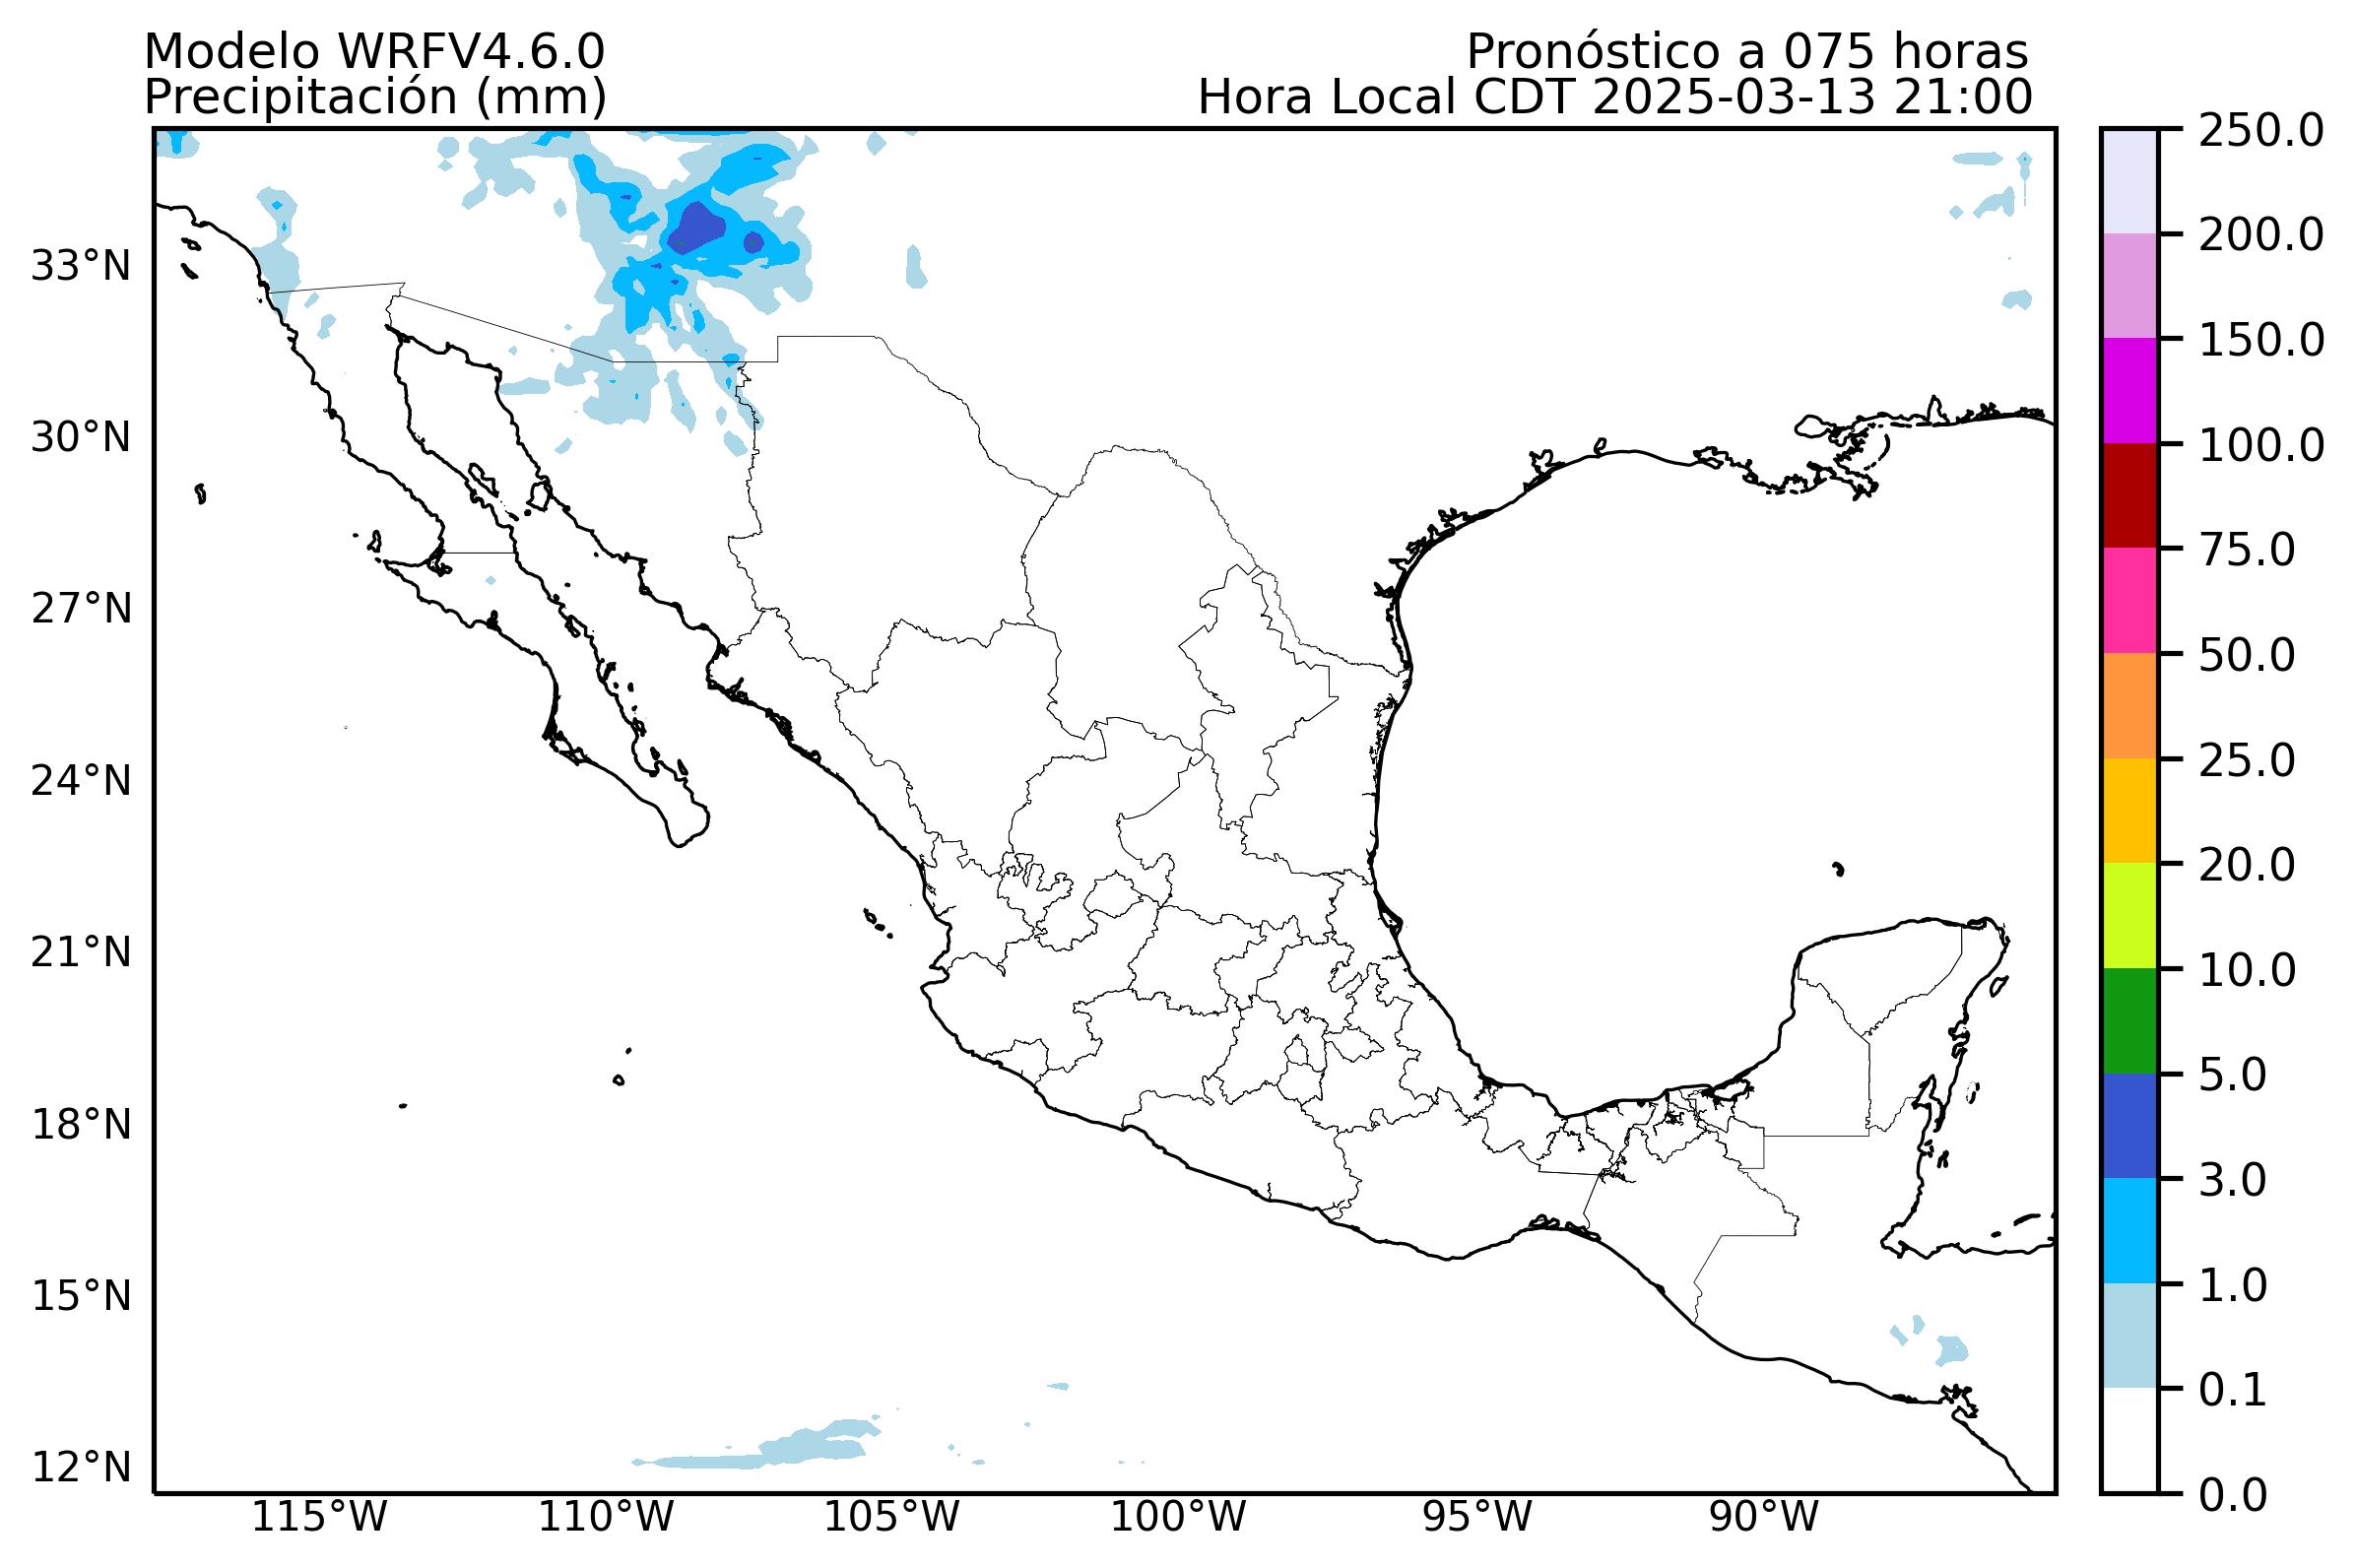 Modelo WRFV4.6.0
Pronóstico a 075 horas
Precipitación (mm)
Hora Local CDT 2025-03-13 21:00
33°N
30°N
27°N
24°N
21°N
18°N
15°N
12°N
115°W
110°W
105°W
100°W
95°W
90°W
250.0
200.0
150.0
100.0
75.0
50.0
25.0
20.0
10.0
5.0
3.0
1.0
0.1
0.0